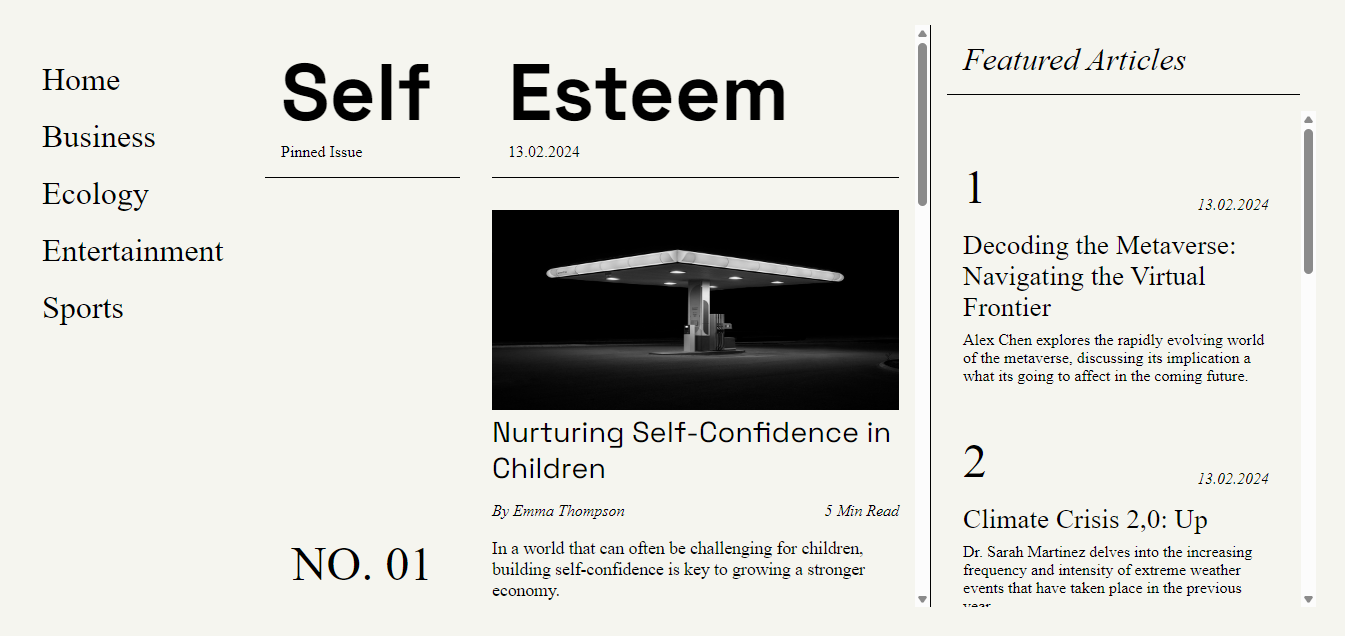 Home
Business
Ecology
Entertainment
Sports
Self Esteem
Pinned Issue
13.02.2024
Nurturing Self-Confidence in
Children
By Emma Thompson
5 Min Read
NO. 01
In a world that can often be challenging for children,
building self-confidence is key to growing a stronger
economy.
Featured Articles
1
13.02.2024
Decoding the Metaverse:
Navigating the Virtual
Frontier
Alex Chen explores the rapidly evolving world
of the metaverse, discussing its implication a
what its going to affect in the coming future.
2
13.02.2024
Climate Crisis 2,0: Up
Dr. Sarah Martinez delves into the increasing
frequency and intensity of extreme weather
events that have taken place in the previous
year